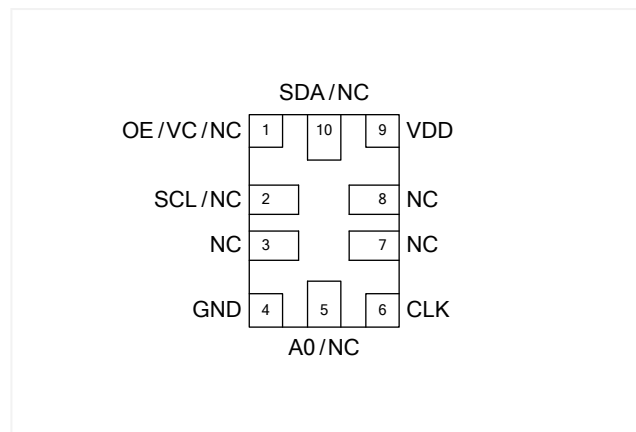 SDA/NC
OE/VC/NC 1 10 9 VDD
SCL/NC 2 8 NC
NC 3 7 NC
GND 4 5 6 CLK
A0/NC